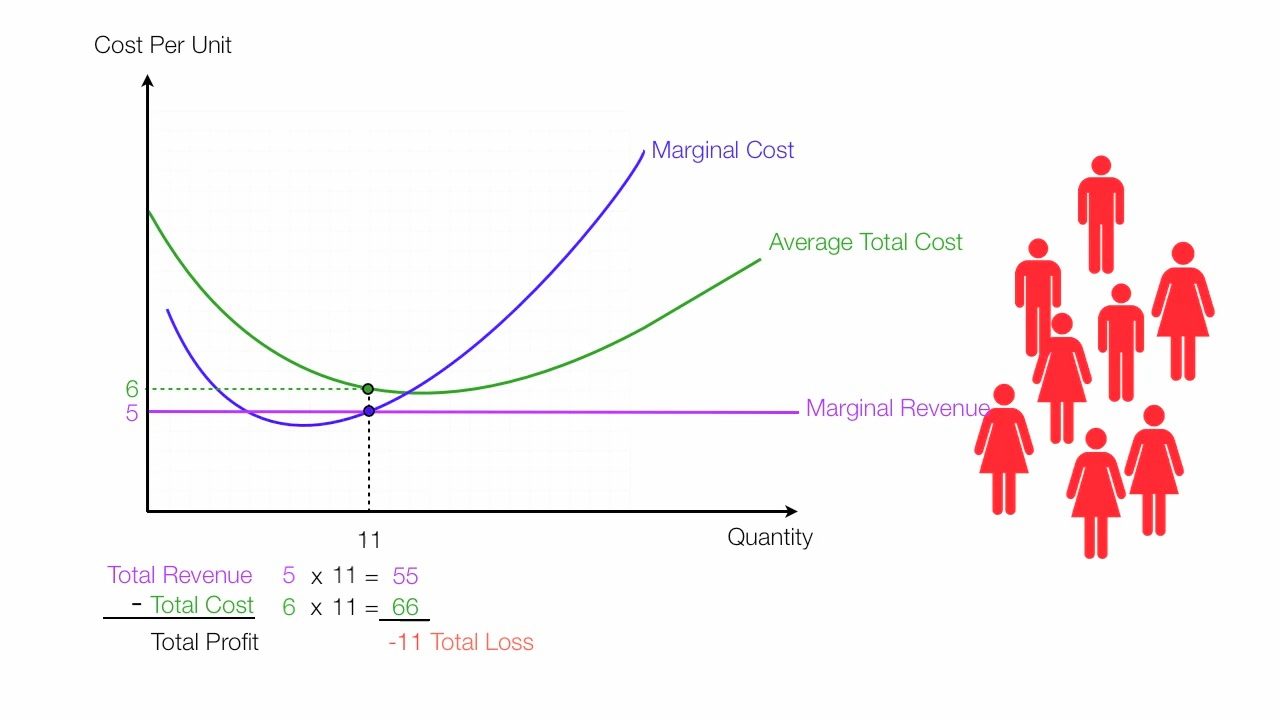 Cost Per Unit
Marginal Cost
Average Total Cost
6
5
Marginal Revenue
11
Quantity
Total Revenue 5 x 11 = 55
- Total Cost 6 x 11 = 66
Total Profit -11 Total Loss